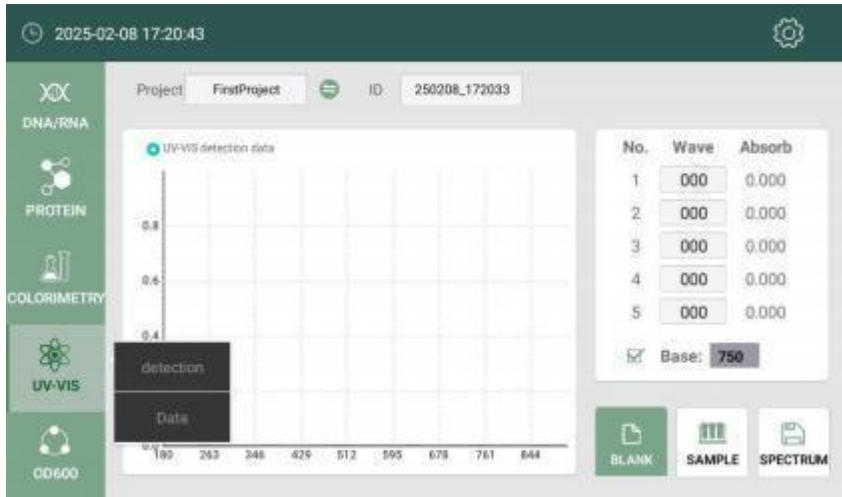 2025-02-08 17:20:43
DNA/RNA
PROTEIN
COLORIMETRY
UV-VIS
OD600
Project FirstProject ID 250208_172033
UV-VIS detection data
0.8
0.6
0.4
0.0
180 263 346 429 512 595 678 761 844
detection
Data
No. Wave Absorb
1 000 0.000
2 000 0.000
3 000 0.000
4 000 0.000
5 000 0.000
Base: 750
BLANK SAMPLE SPECTRUM